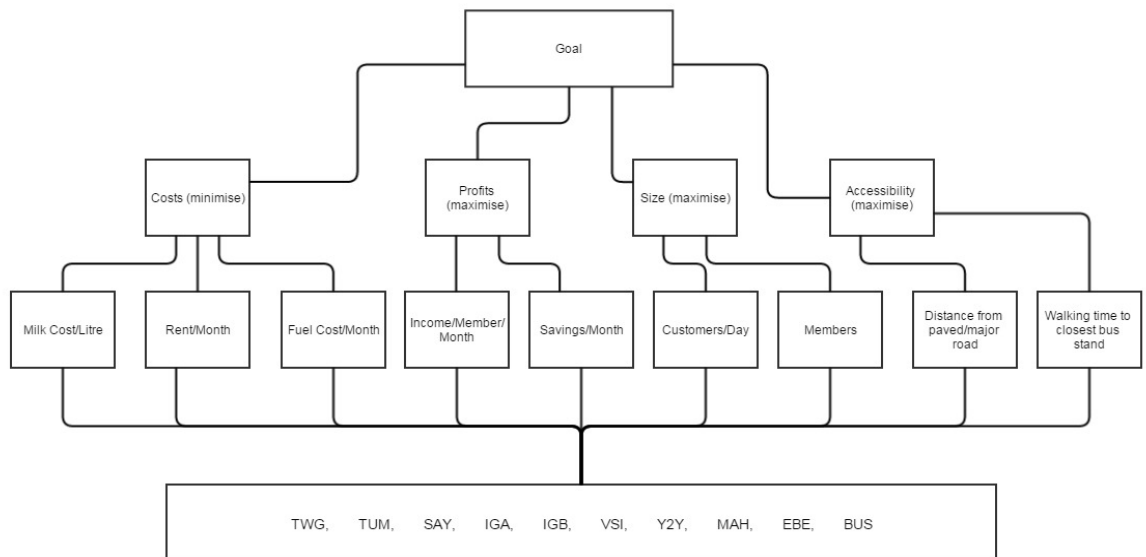 Goal
Costs (minimise)
Profits
(maximise)
Size (maximise)
Accessibility
(maximise)
Milk Cost/Litre
Rent/Month
Fuel Cost/Month
Income/Member/
Month
Savings/Month
Customers/Day
Members
Distance from
paved/major
road
Walking time to
closest bus
stand
TWG, TUM, SAY, IGA, IGB, VSI, Y2Y, MAH, EBE, BUS